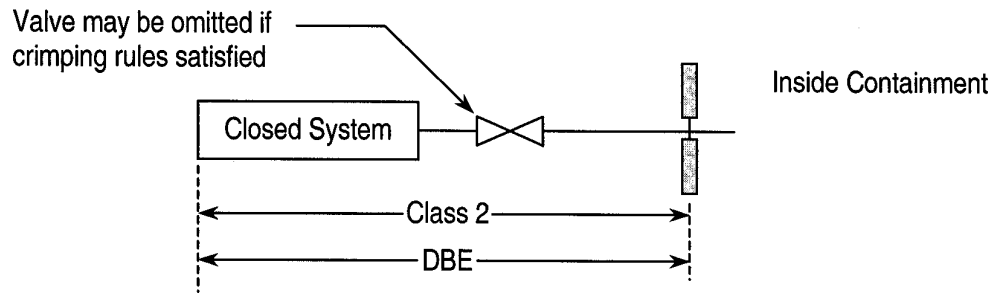 Valve may be omitted if
crimping rules satisfied
Inside Containment
Closed System
Class 2
DBE